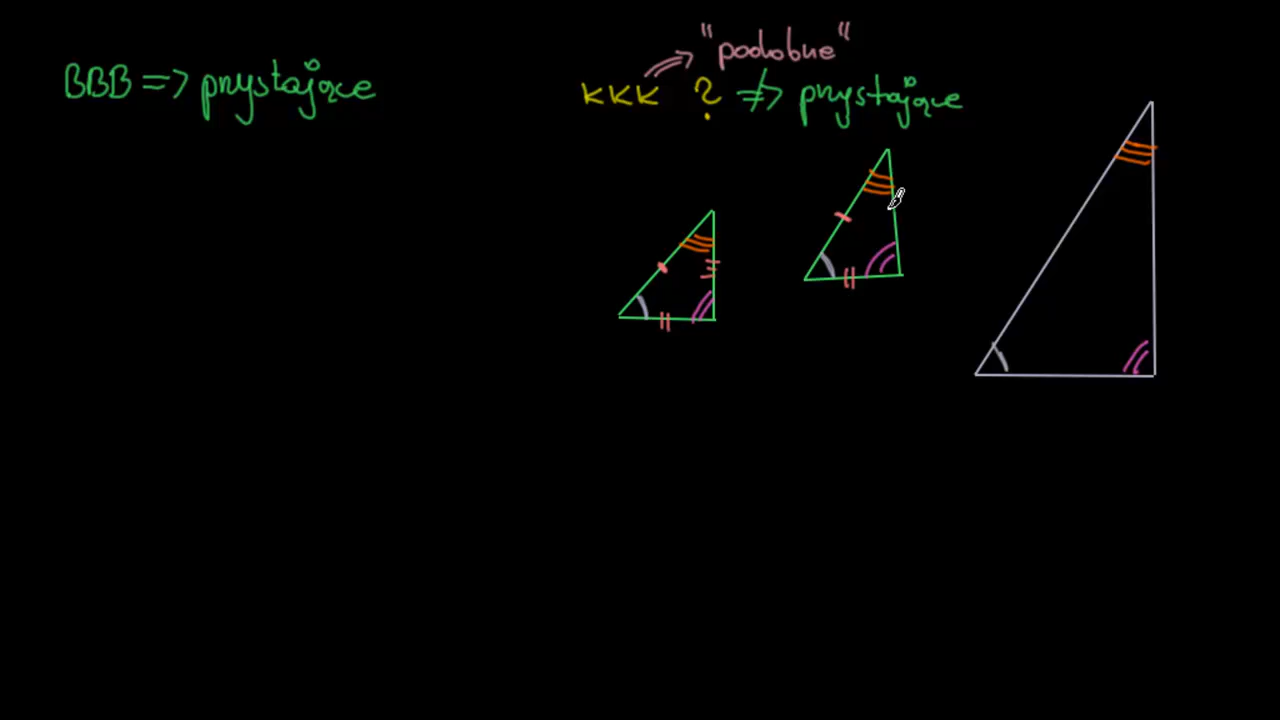 BBB => przystające
"podobne"
KKK ? ≠> przystające